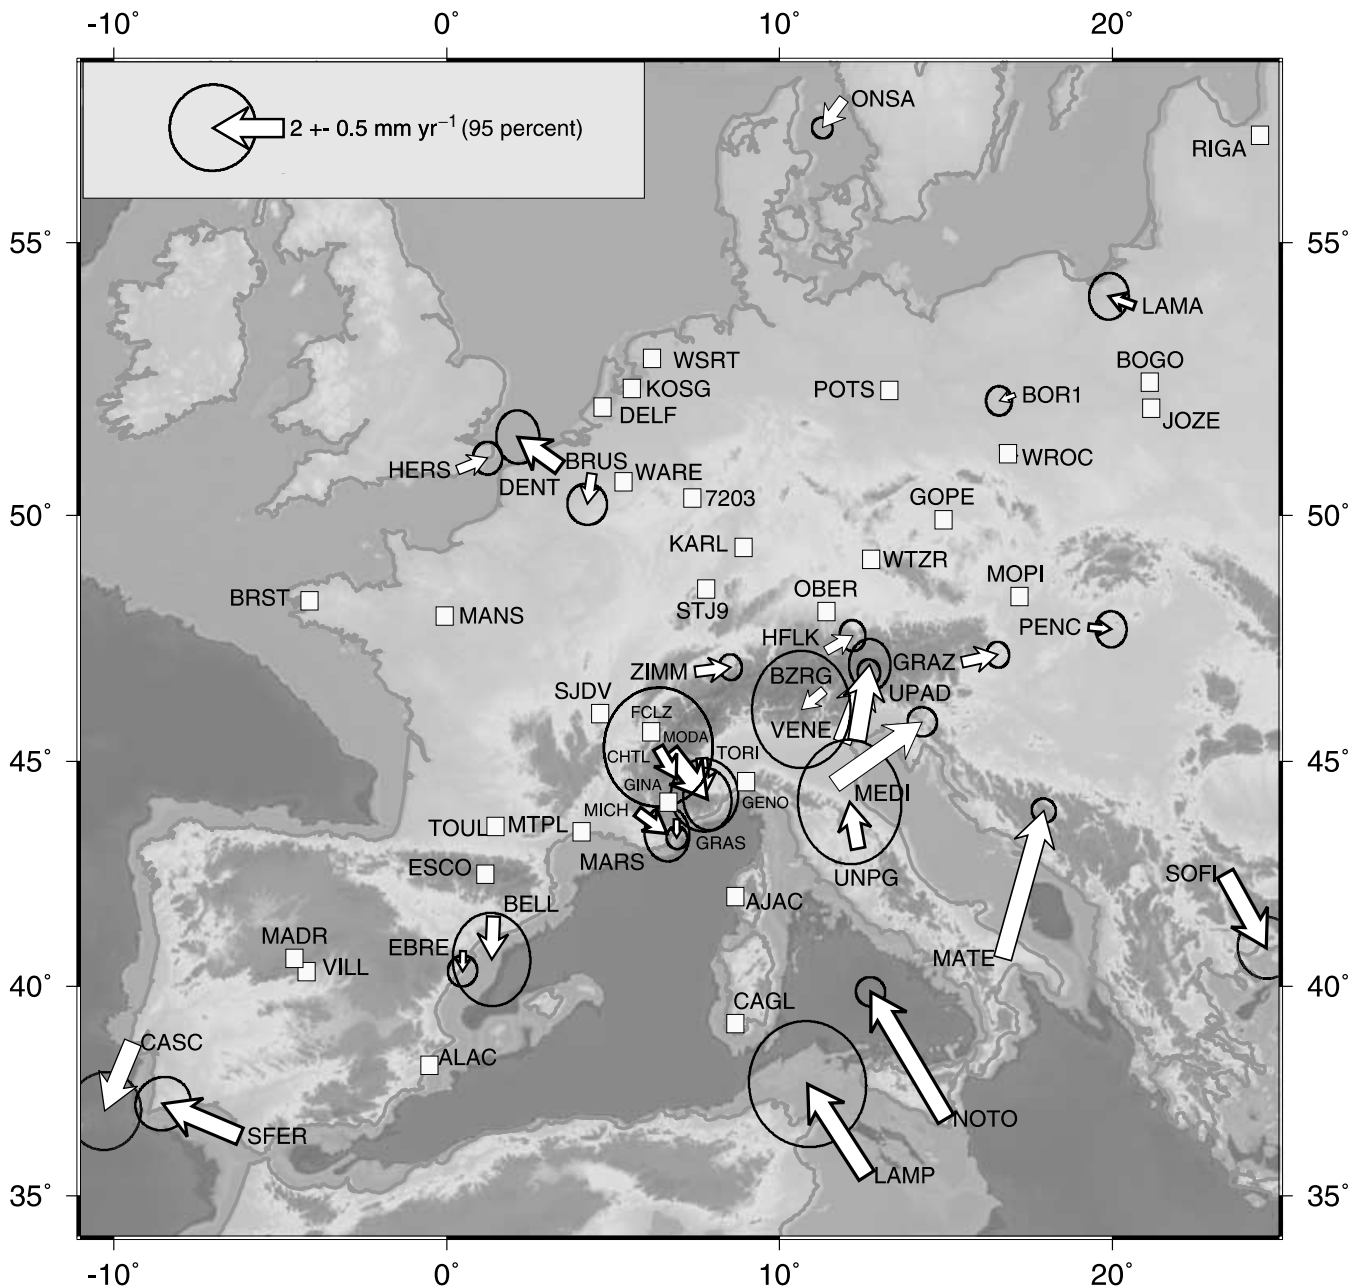 -10° 0° 10° 20°
2 +- 0.5 mm yr⁻¹ (95 percent)
ONSA
RIGA
55° 55°
LAMA
WSRT
BOGO
KOSG
POTS
BOR1
DELF
JOZE
HERS
BRUS
WROC
DENT
WARE
7203
GOPE
50° 50°
KARL
WTZR
MOPI
BRST
OBER
MANS
STJ9
PENC
HFLK
ZIMM
GRAZ
BZRG
SJDV
UPAD
FCLZ
VENE
MODA
CHTL
TORI
45° 45°
GINA
MEDI
MICH
GENO
TOUL
MTPL
GRAS
MARS
ESCO
UNPG
SOFI
BELL
AJAC
MADR
EBRE
VILL
MATE
40° 40°
CAGL
CASC
ALAC
NOTO
SFER
LAMP
35° 35°
-10° 0° 10° 20°